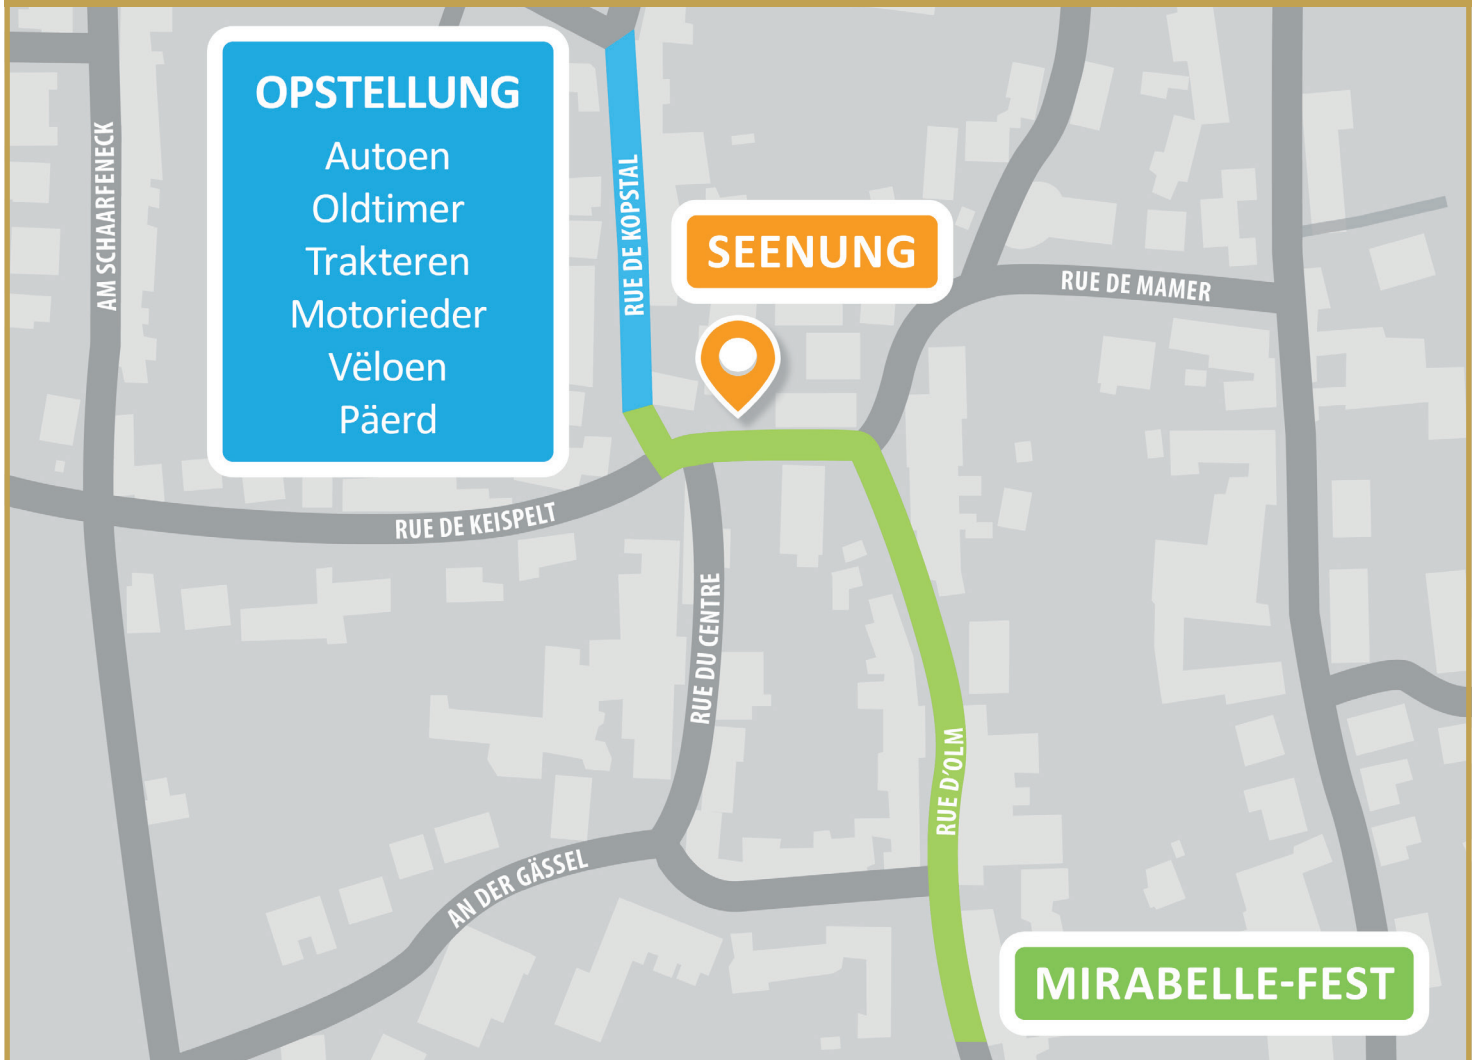 OPSTELLUNG
Autoen
Oldtimer
Trakteren
Motorieder
Vëloen
Päerd
AM SCHAARFENECK
RUE DE KOPSTAL
SEENUNG
RUE DE MAMER
RUE DE KEISPELT
RUE DU CENTRE
RUE D'OLM
AN DER GÄSSEL
MIRABELLE-FEST